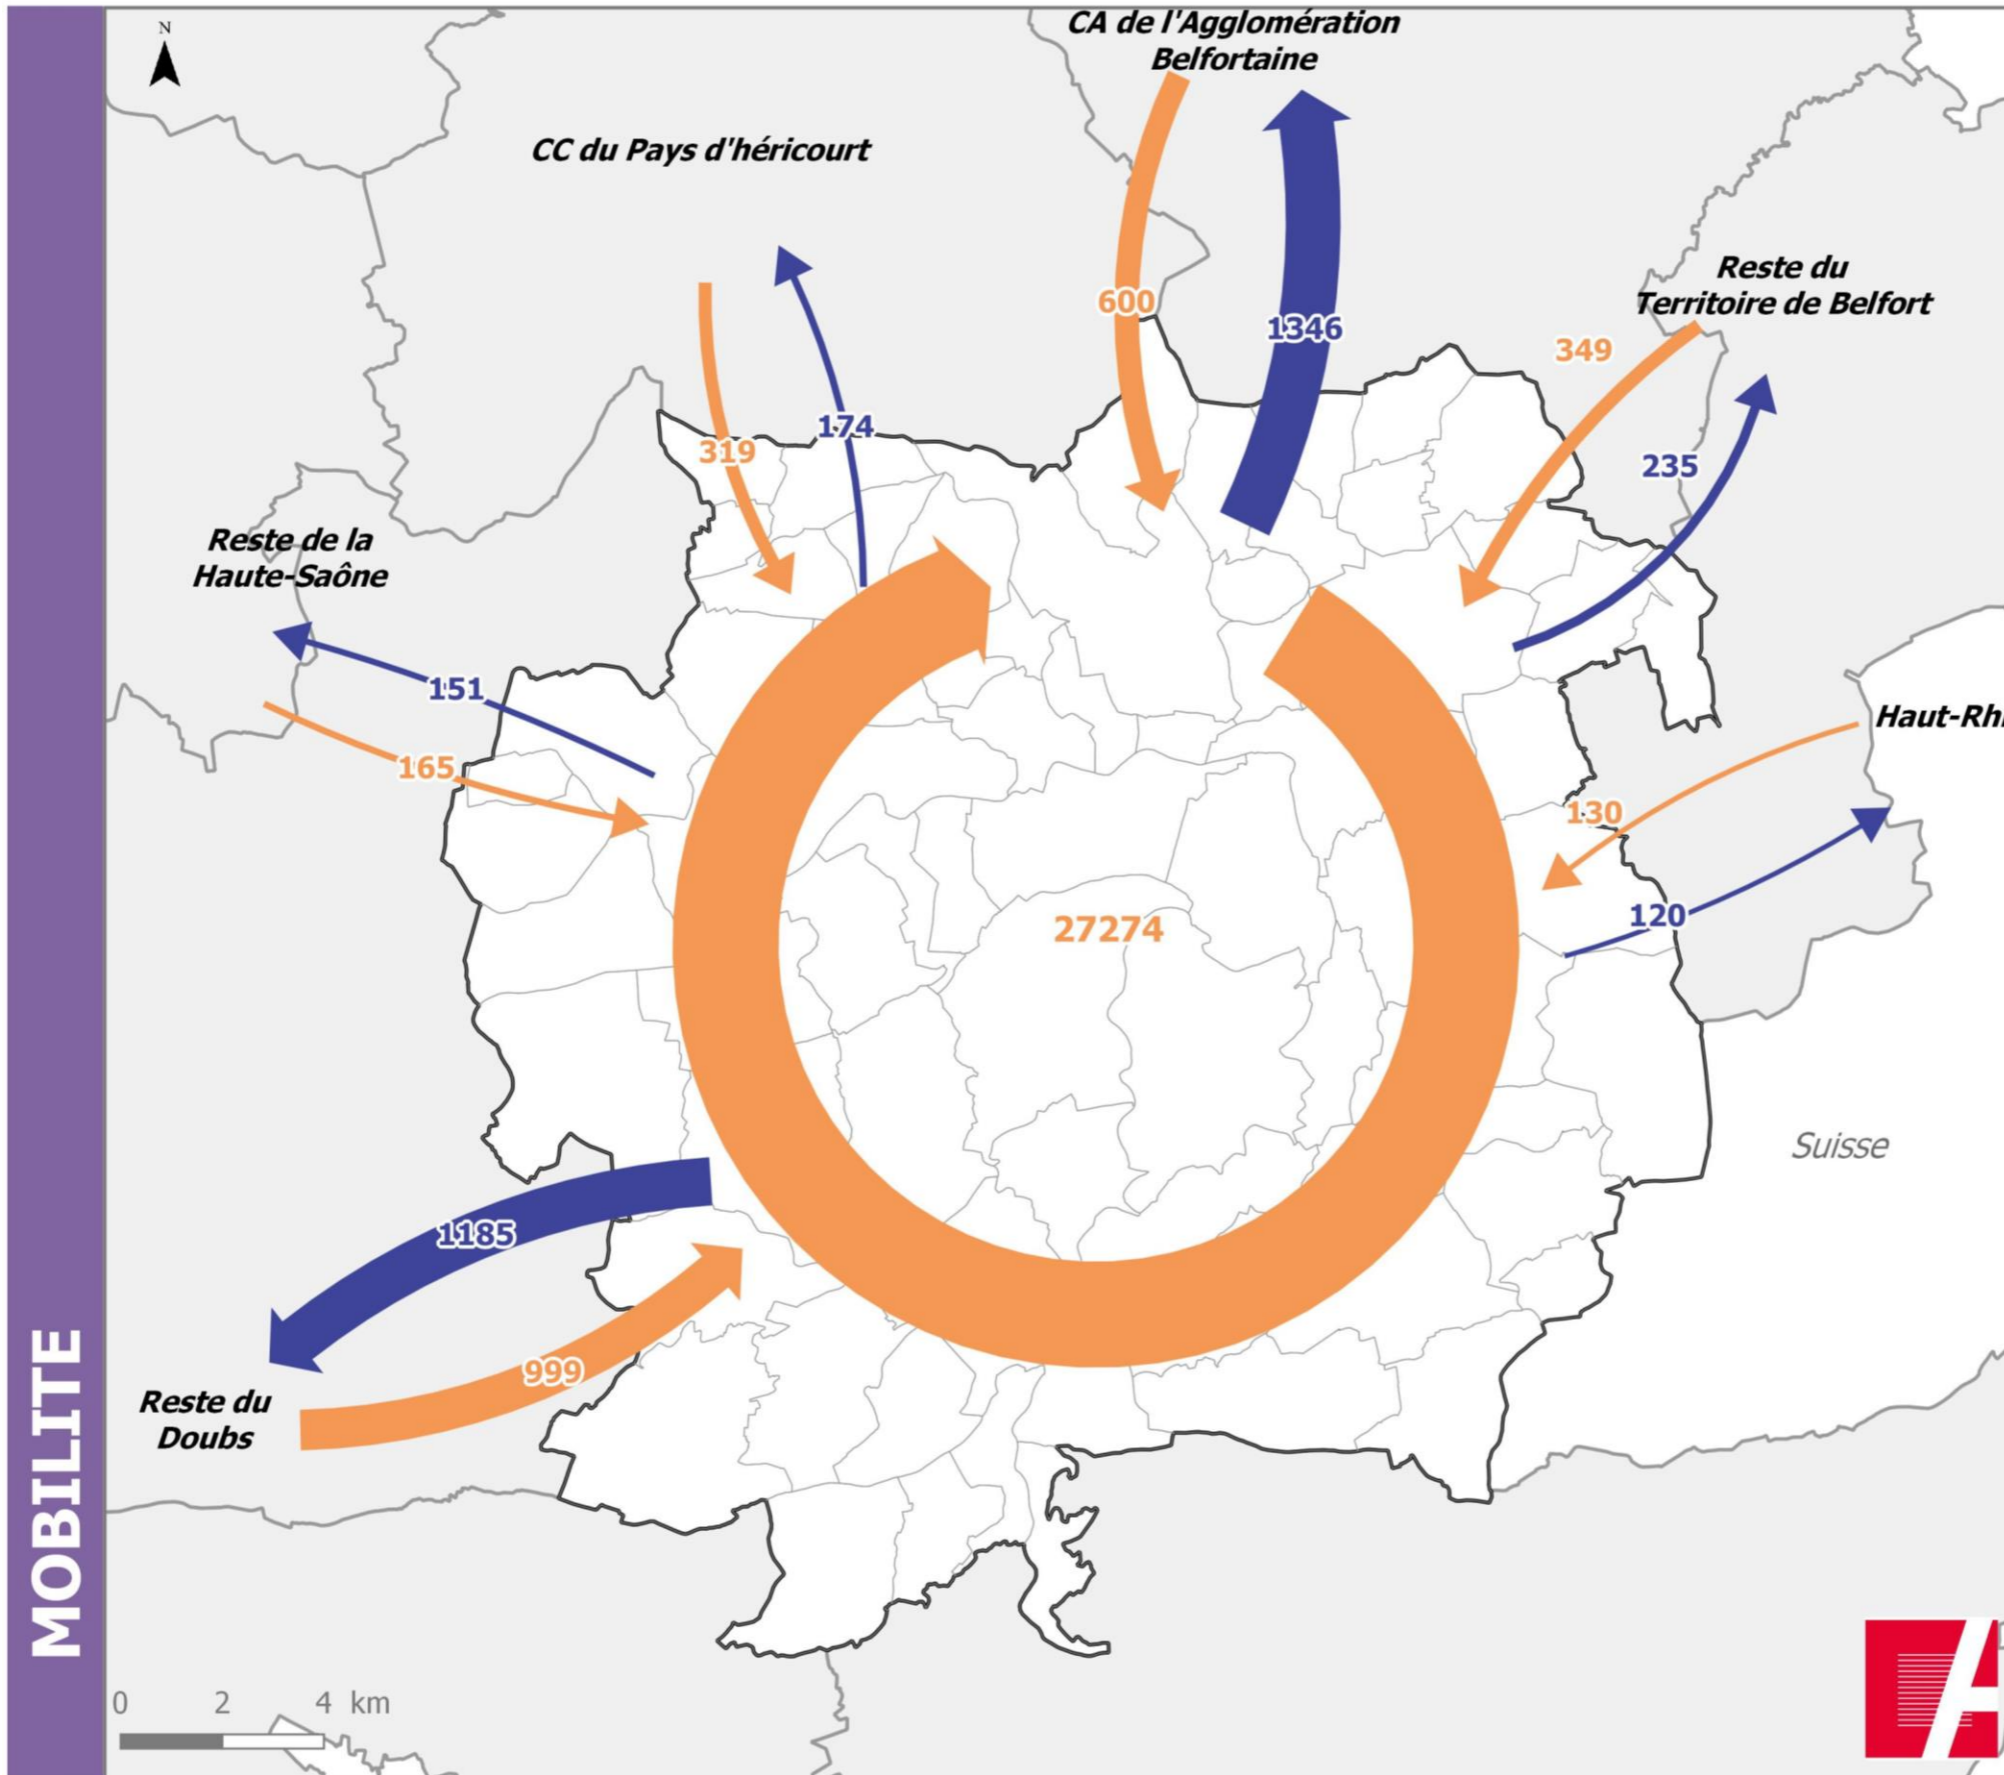 N
CA de l'Agglomération
Belfortaine
CC du Pays d'héricourt
Reste du
Territoire de Belfort
600
1346
349
174
319
235
Reste de la
Haute-Saône
151
165
Haut-Rh
130
120
27274
Suisse
1185
999
Reste du
Doubs
MOBILITE
0 2 4 km